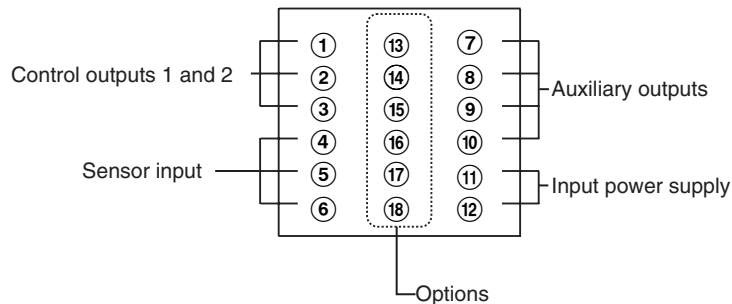 ① ⑬ ⑦
Control outputs 1 and 2 ② ⑭ ⑧ Auxiliary outputs
③ ⑮ ⑨
④ ⑯ ⑩
Sensor input ⑤ ⑰ ⑪ Input power supply
⑥ ⑱ ⑫
Options